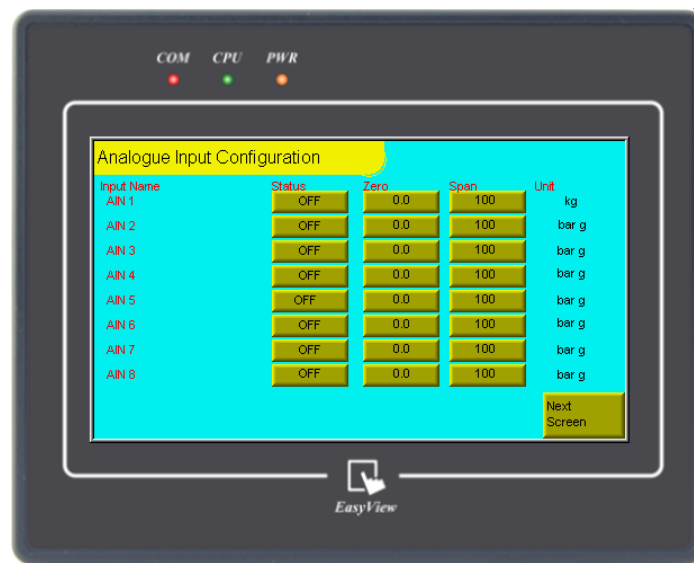 COM CPU PWR
Analogue Input Configuration
Input Name Status Zero Span Unit
AIN 1 OFF 0.0 100 kg
AIN 2 OFF 0.0 100 bar g
AIN 3 OFF 0.0 100 bar g
AIN 4 OFF 0.0 100 bar g
AIN 5 OFF 0.0 100 bar g
AIN 6 OFF 0.0 100 bar g
AIN 7 OFF 0.0 100 bar g
AIN 8 OFF 0.0 100 bar g
Next
Screen
EasyView